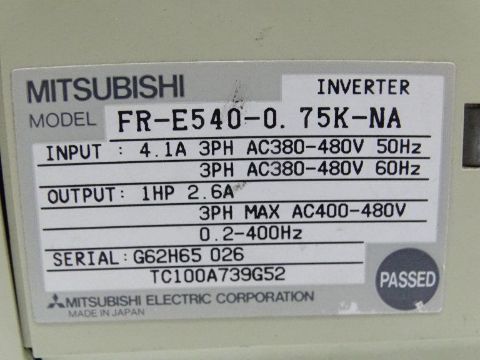 MITSUBISHI INVERTER
MODEL FR-E540-0.75K-NA
INPUT : 4.1A 3PH AC380-480V 50Hz
3PH AC380-480V 60Hz
OUTPUT: 1HP 2.6A
3PH MAX AC400-480V
0.2-400Hz
SERIAL: G62H65 026
TC100A739G52
PASSED
MITSUBISHI ELECTRIC CORPORATION
MADE IN JAPAN